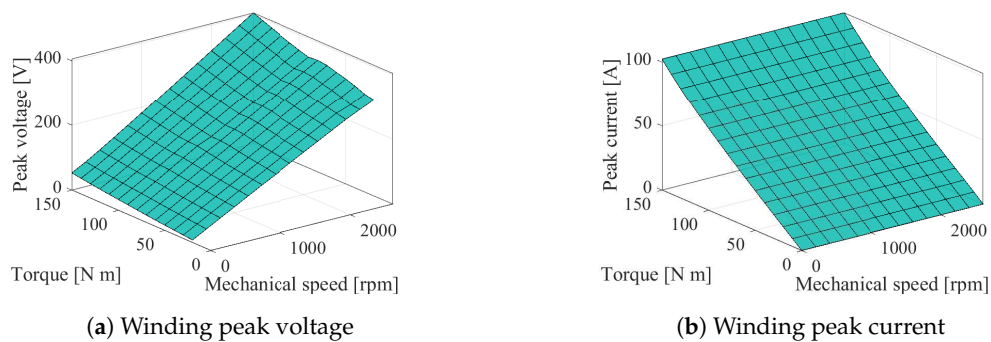 Peak voltage [V]
400
200
0
150
100
50
0
Torque [N m]
0
1000
2000
Mechanical speed [rpm]
(a) Winding peak voltage
Peak current [A]
100
50
0
150
100
50
0
Torque [N m]
0
1000
2000
Mechanical speed [rpm]
(b) Winding peak current